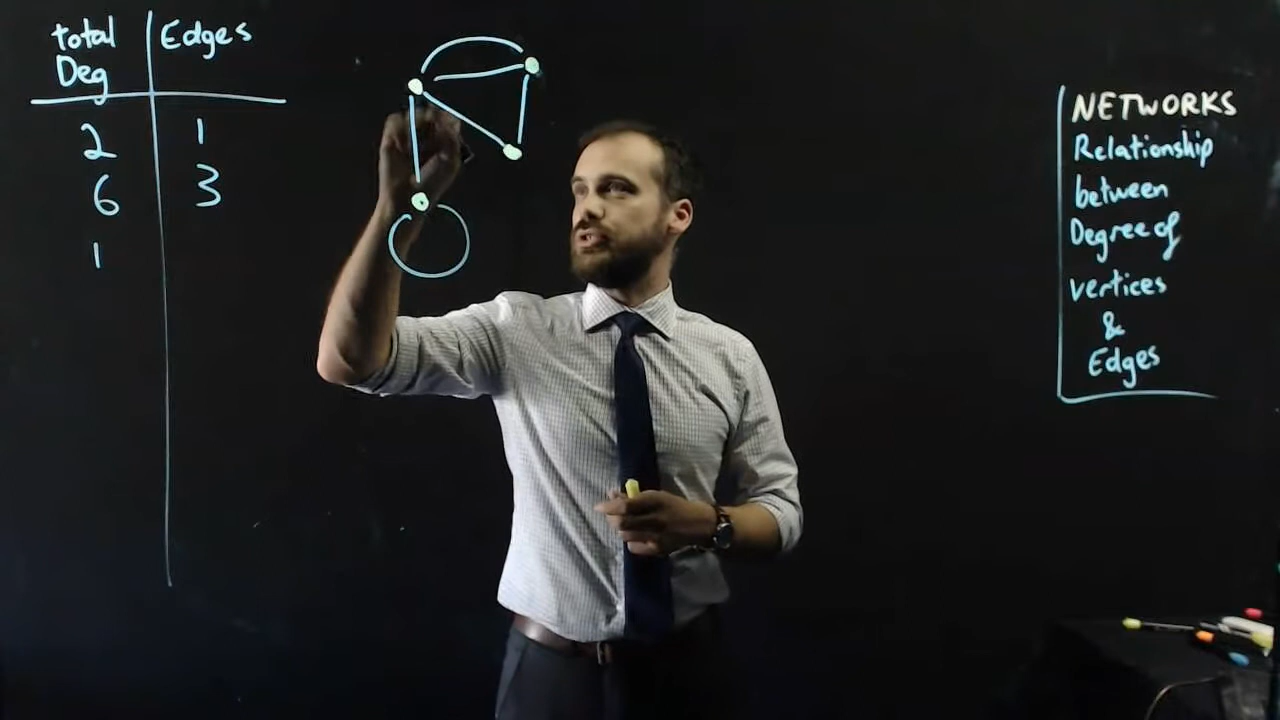 total Deg Edges
2 1
6 3
1
NETWORKS
Relationship
between
Degree of
vertices
&
Edges